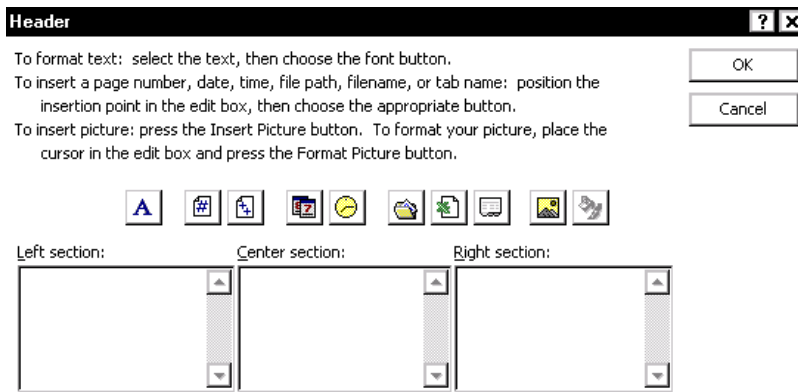 Header
To format text: select the text, then choose the font button.
To insert a page number, date, time, file path, filename, or tab name: position the
insertion point in the edit box, then choose the appropriate button.
To insert picture: press the Insert Picture button. To format your picture, place the
cursor in the edit box and press the Format Picture button.
OK
Cancel
Left section:
Center section:
Right section: